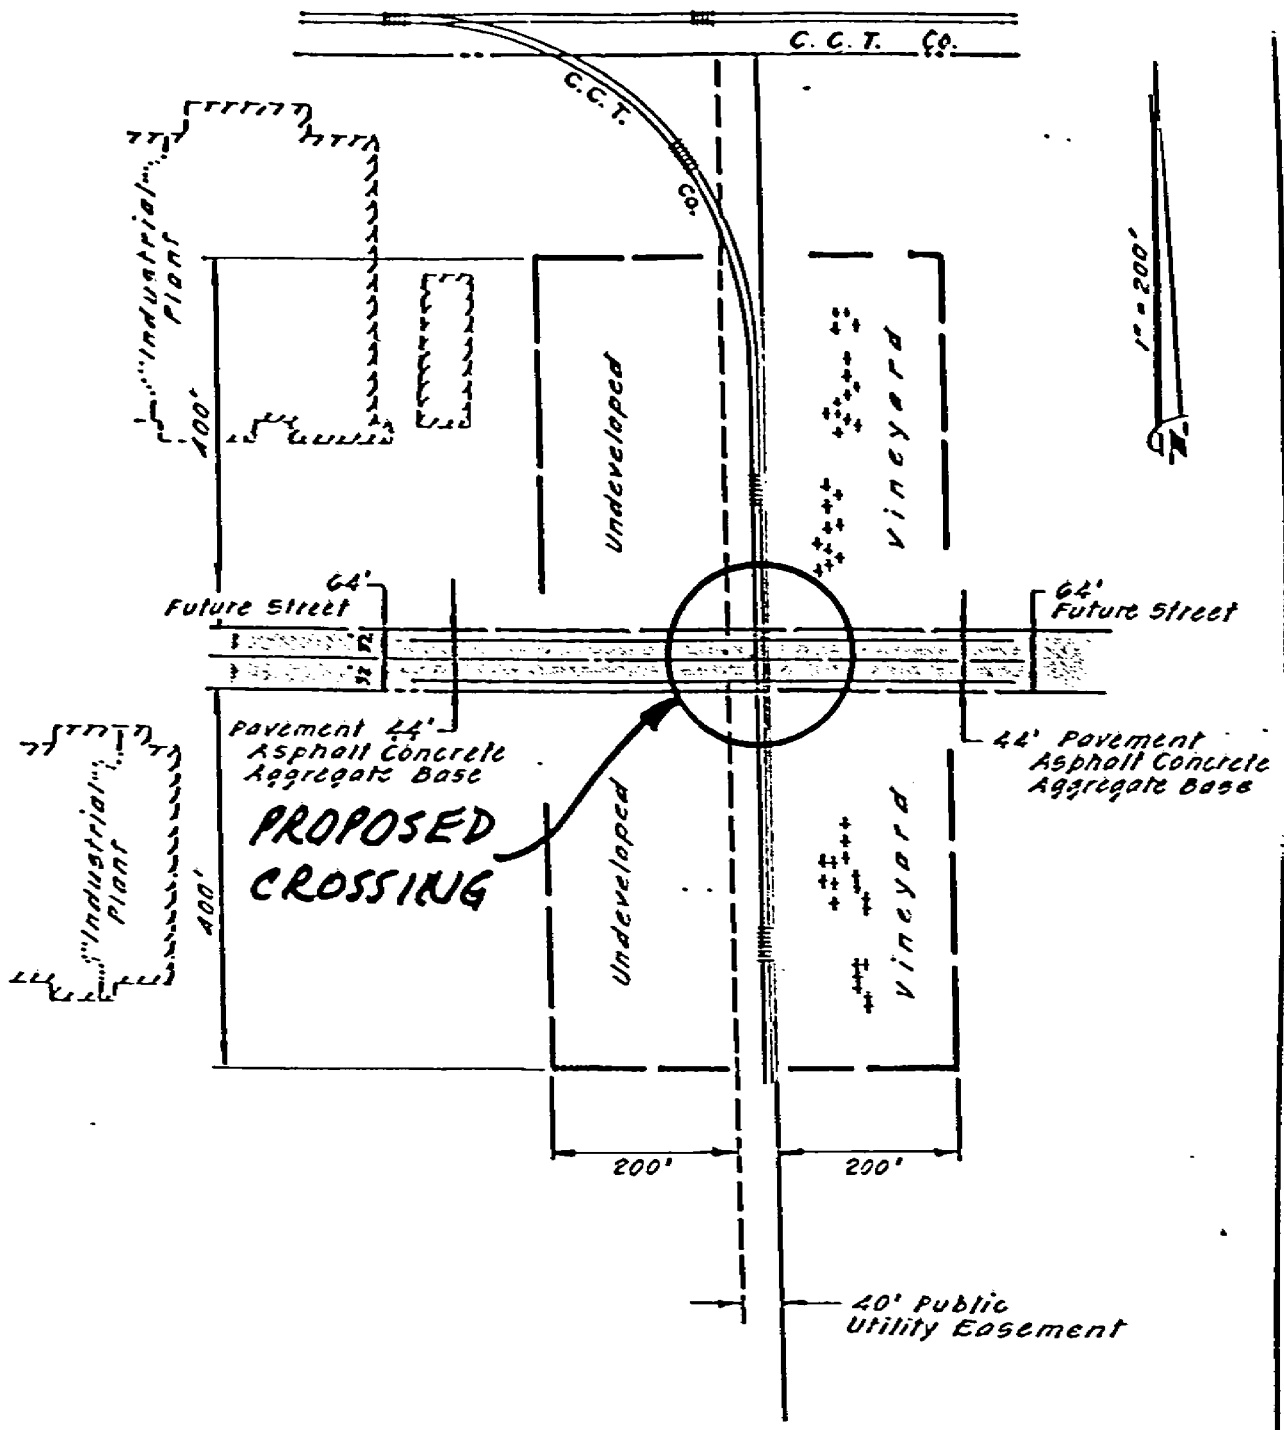 C. C. T. Co.
C. C. T.
Co.
"Industrial"
Plant
1" = 200'
N
400'
Undeveloped
Vineyard
64'
Future Street
64'
Future Street
32'
32'
Pavement 44'
Asphalt Concrete
Aggregate Base
44' Pavement
Asphalt Concrete
Aggregate Base
PROPOSED
CROSSING
"Industrial"
Plant
400'
Undeveloped
Vineyard
200'
200'
40' Public
Utility Easement